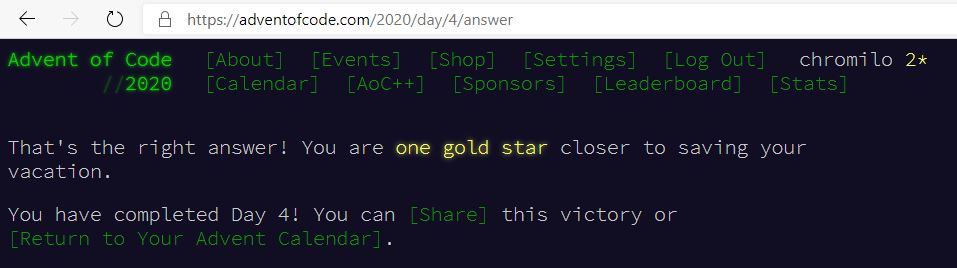 https://adventofcode.com/2020/day/4/answer
Advent of Code [About] [Events] [Shop] [Settings] [Log Out] chromilo 2*
//2020 [Calendar] [AoC++] [Sponsors] [Leaderboard] [Stats]
That's the right answer! You are one gold star closer to saving your
vacation.
You have completed Day 4! You can [Share] this victory or
[Return to Your Advent Calendar].